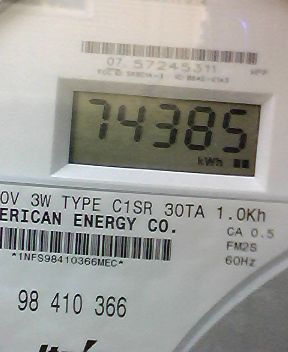 07 57245311
74385
kWh
0V 3W TYPE C1SR 30TA 1.0Kh
ERICAN ENERGY CO.
CA 0.5
FM2S
60Hz
*1NFS98410366MEC*
98 410 366